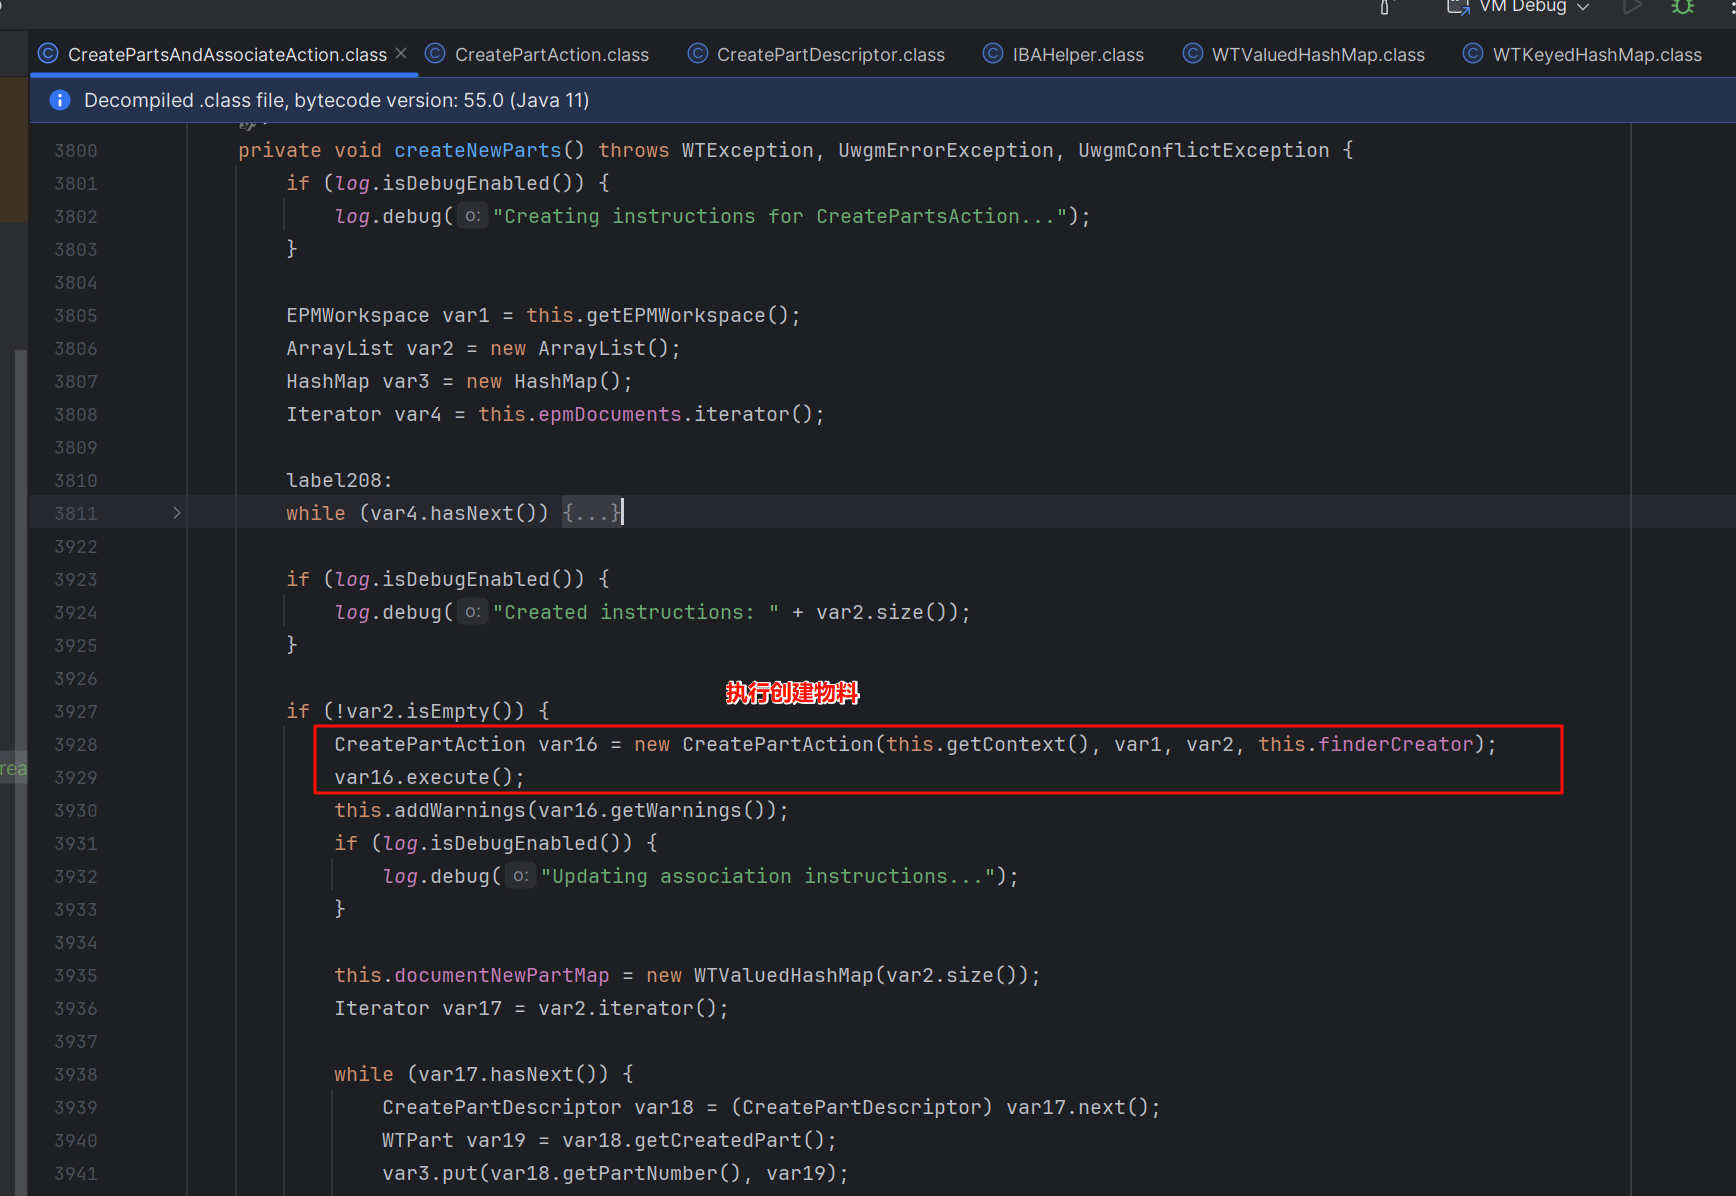 VM Debug
CreatePartsAndAssociateAction.class
CreatePartAction.class
CreatePartDescriptor.class
IBAHelper.class
WTValuedHashMap.class
WTKeyedHashMap.class
Decompiled .class file, bytecode version: 55.0 (Java 11)
3800 private void createNewParts() throws WTException, UwgmErrorException, UwgmConflictException {
3801 if (log.isDebugEnabled()) {
3802 log.debug( o: "Creating instructions for CreatePartsAction...");
3803 }
3804
3805 EPMWorkspace var1 = this.getEPMWorkspace();
3806 ArrayList var2 = new ArrayList();
3807 HashMap var3 = new HashMap();
3808 Iterator var4 = this.epmDocuments.iterator();
3809
3810 label208:
3811 while (var4.hasNext()) {...}
3922
3923 if (log.isDebugEnabled()) {
3924 log.debug( o: "Created instructions: " + var2.size());
3925 }
3926
执行创建物料
3927 if (!var2.isEmpty()) {
3928 CreatePartAction var16 = new CreatePartAction(this.getContext(), var1, var2, this.finderCreator);
3929 var16.execute();
3930 this.addWarnings(var16.getWarnings());
3931 if (log.isDebugEnabled()) {
3932 log.debug( o: "Updating association instructions...");
3933 }
3934
3935 this.documentNewPartMap = new WTValuedHashMap(var2.size());
3936 Iterator var17 = var2.iterator();
3937
3938 while (var17.hasNext()) {
3939 CreatePartDescriptor var18 = (CreatePartDescriptor) var17.next();
3940 WTPart var19 = var18.getCreatedPart();
3941 var3.put(var18.getPartNumber(), var19);